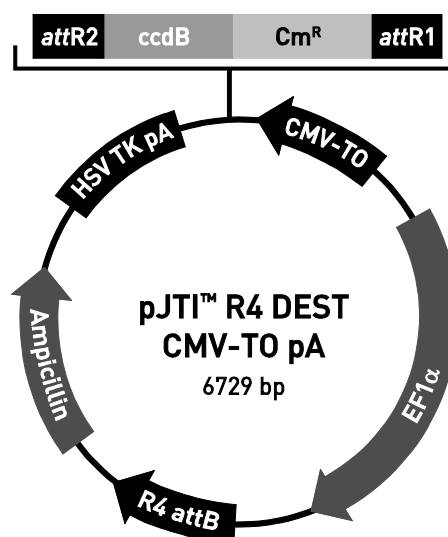 attR2 ccdB Cmᴿ attR1
HSV TK pA
CMV-TO
pJTI™ R4 DEST
CMV-TO pA
6729 bp
Ampicillin
EF1α
R4 attB